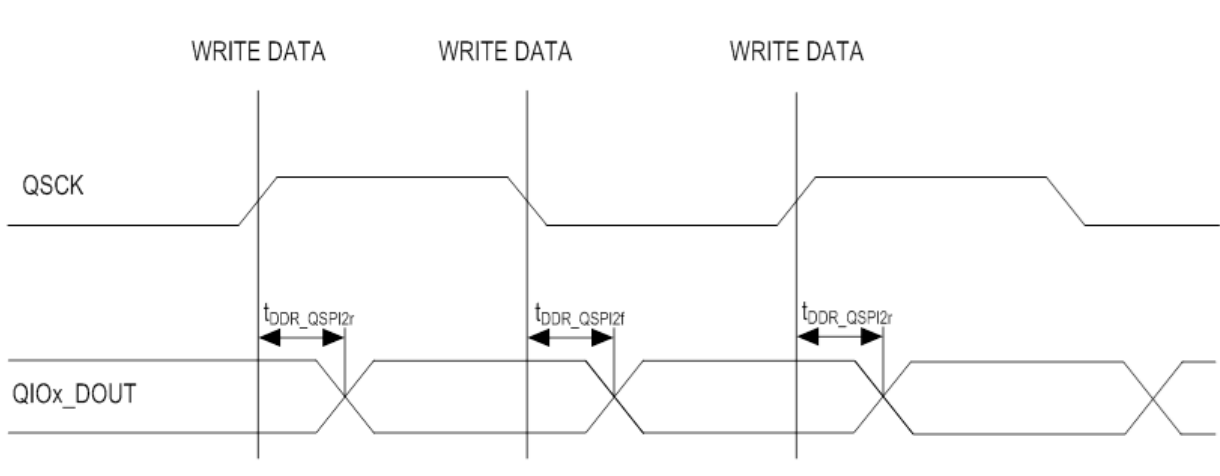 WRITE DATA WRITE DATA WRITE DATA
QSCK
tDDR_QSPI2r tDDR_QSPI2f tDDR_QSPI2r
QIOx_DOUT